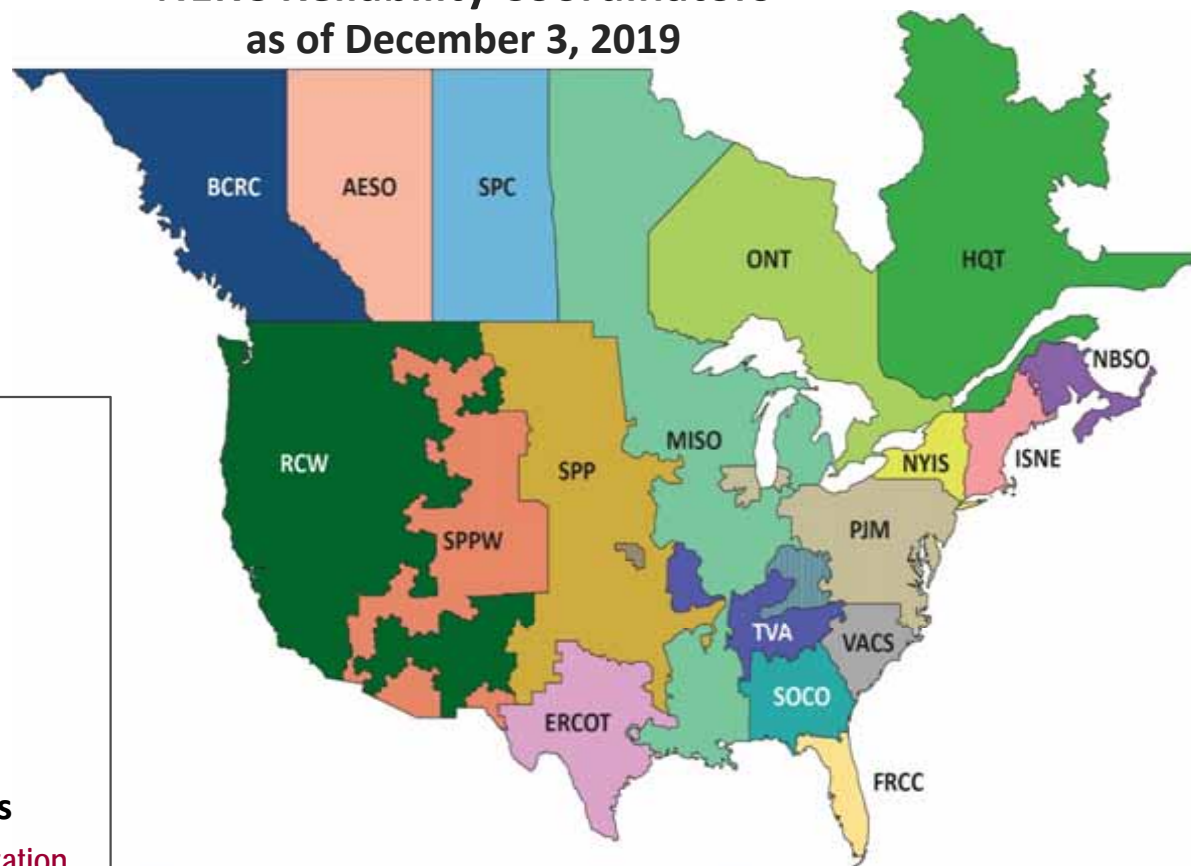 as of December 3, 2019
BCRC
AESO
SPC
ONT
HQT
NBSO
MISO
RCW
SPP
NYIS
ISNE
SPPW
PJM
TVA
VACS
SOCO
ERCOT
FRCC